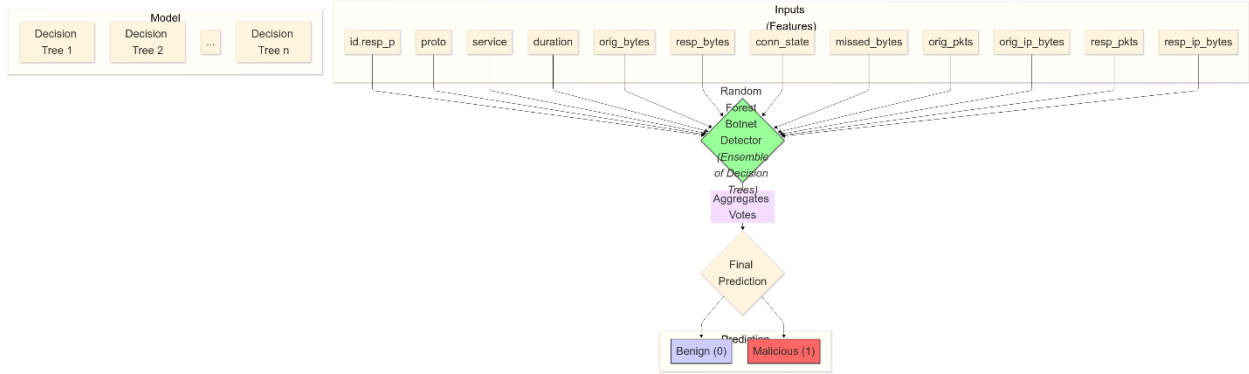 Model
Decision
Tree 1
Decision
Tree 2
...
Decision
Tree n
Inputs
(Features)
id.resp_p
proto
service
duration
orig_bytes
resp_bytes
conn_state
missed_bytes
orig_pkts
orig_ip_bytes
resp_pkts
resp_ip_bytes
Random
Forest
Botnet
Detector
(Ensemble
of Decision
Trees)
Aggregates
Votes
Final
Prediction
Prediction
Benign (0)
Malicious (1)